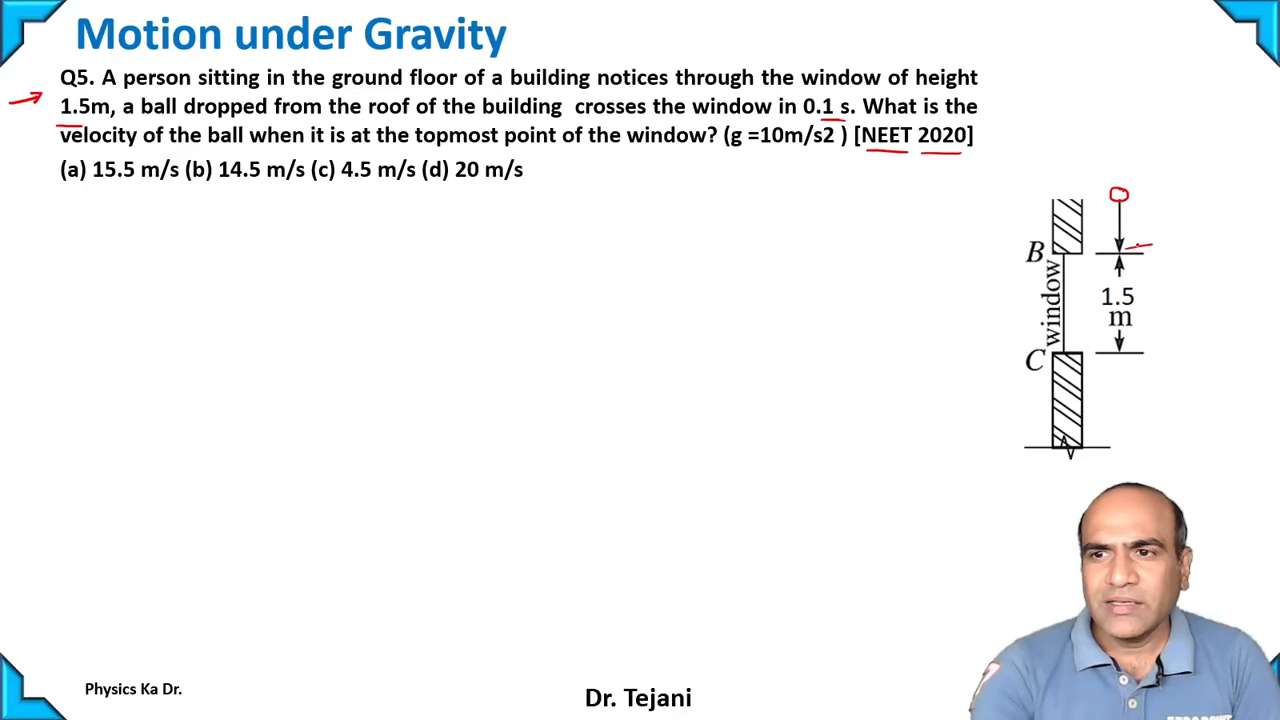 Motion under Gravity
Q5. A person sitting in the ground floor of a building notices through the window of height
1.5m, a ball dropped from the roof of the building crosses the window in 0.1 s. What is the
velocity of the ball when it is at the topmost point of the window? (g =10m/s2 ) [NEET 2020]
(a) 15.5 m/s (b) 14.5 m/s (c) 4.5 m/s (d) 20 m/s
B
window
1.5
m
C
Physics Ka Dr.
Dr. Tejani